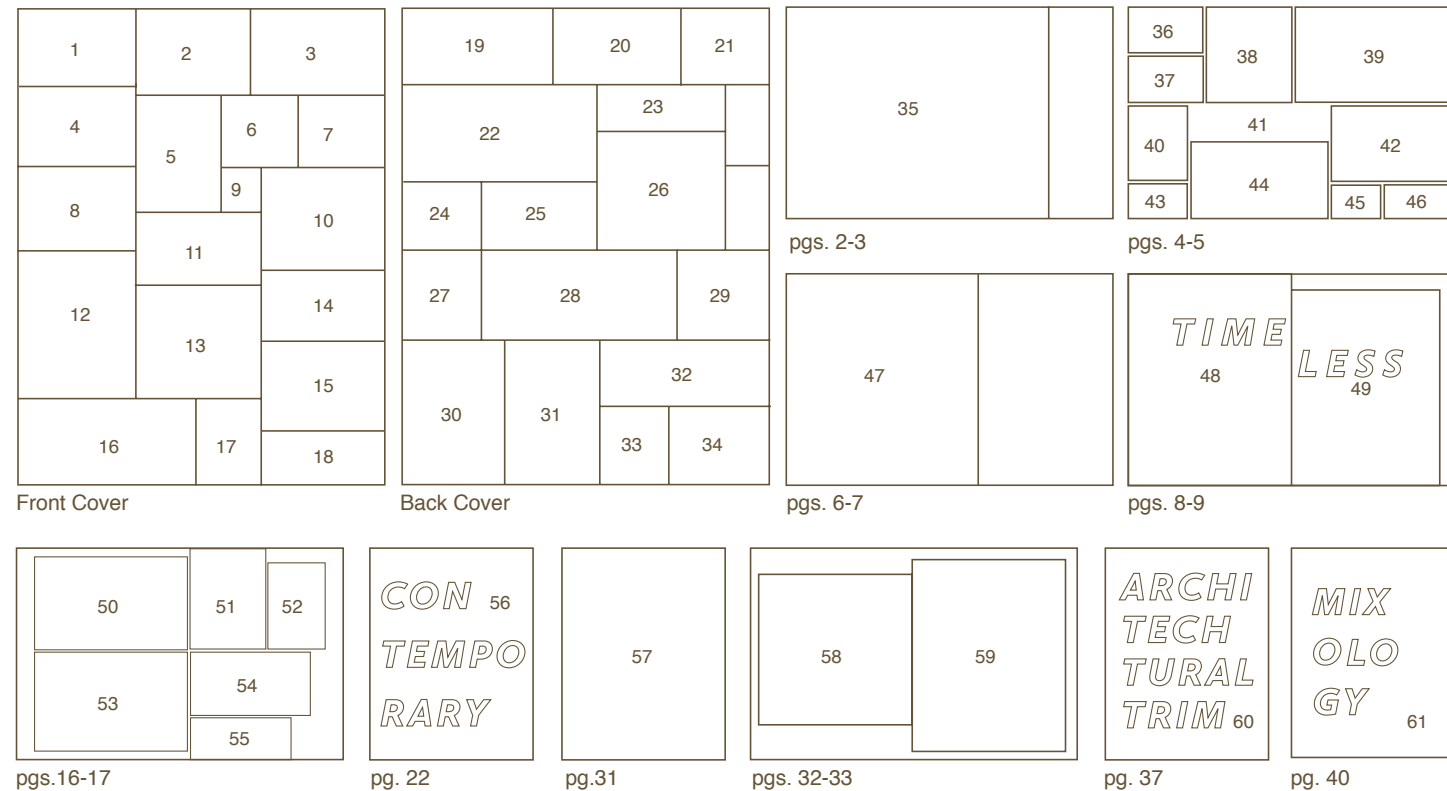 1 2 3
4 5 6 7
8 9 10
11
12 13 14
15
16 17 18
Front Cover
19 20 21
22 23
24 25 26
27 28 29
30 31 32
33 34
Back Cover
35
pgs. 2-3
36 38 39
37
40 41 42
43 44 45 46
pgs. 4-5
47
pgs. 6-7
TIME
LESS
48 49
pgs. 8-9
50 51 52
53 54
55
pgs.16-17
CON 56
TEMPO
RARY
pg. 22
57
pg.31
58 59
pgs. 32-33
ARCHI
TECH
TURAL
TRIM 60
pg. 37
MIX
OLO
GY
61
pg. 40